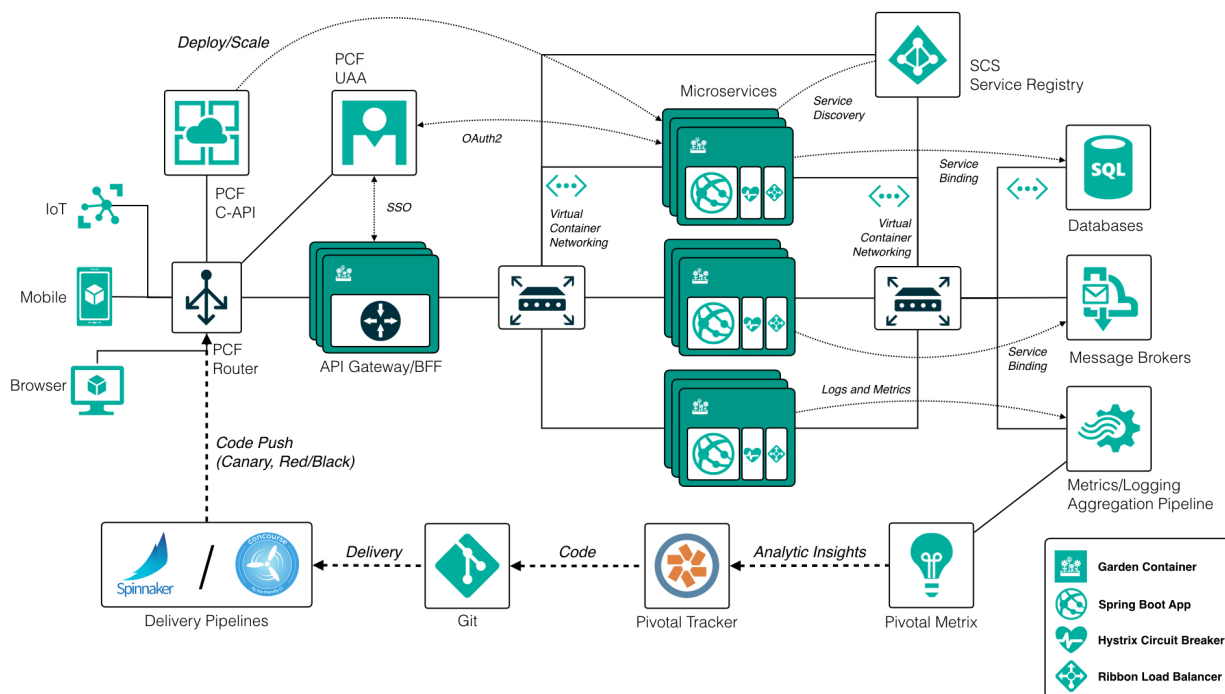 Deploy/Scale
PCF
UAA
SCS
Service Registry
Microservices
Service
Discovery
OAuth2
Service
Binding
SQL
Databases
IoT
PCF
C-API
SSO
Virtual
Container
Networking
Virtual
Container
Networking
Mobile
PCF
Router
API Gateway/BFF
Message Brokers
Service
Binding
Browser
Logs and Metrics
Code Push
(Canary, Red/Black)
Metrics/Logging
Aggregation Pipeline
Spinnaker
/
concourse
Delivery
Code
Analytic Insights
Delivery Pipelines
Git
Pivotal Tracker
Pivotal Metrix
Garden Container
Spring Boot App
Hystrix Circuit Breaker
Ribbon Load Balancer